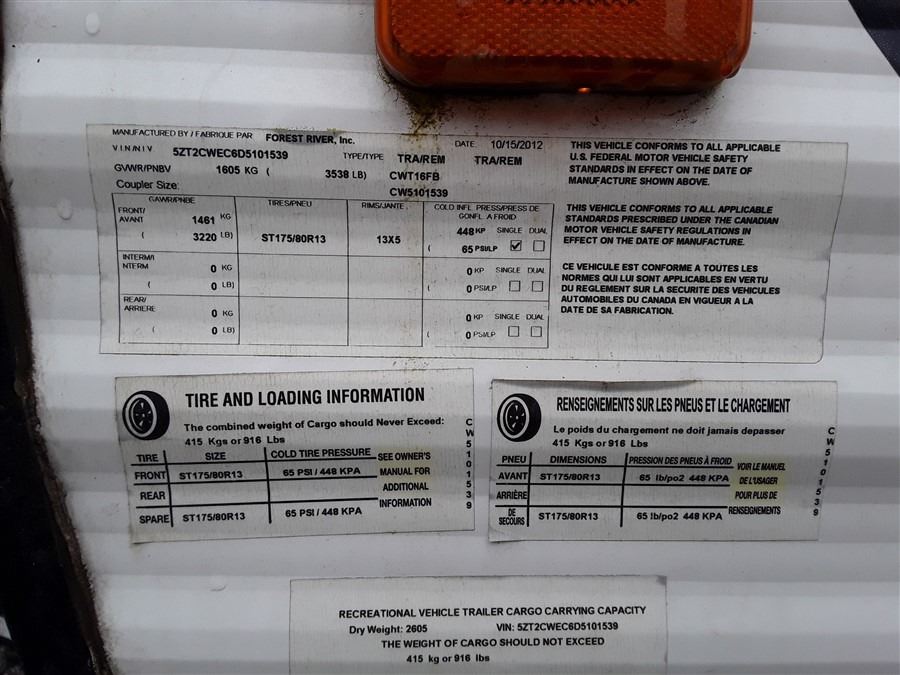 MANUFACTURED BY / FABRIQUE PAR FOREST RIVER, Inc. DATE 10/15/2012
V I N/N I V 5ZT2CWEC6D5101539 TYPE/TYPE TRA/REM TRA/REM
GVWR/PNBV 1605 KG ( 3538 LB) CWT16FB
Coupler Size: CW5101539
GAWR/PNBE TIRES/PNEU RIMS/JANTE COLD INFL PRESS/PRESS DE GONFL A FROID
FRONT/ AVANT 1461 KG 448 KP SINGLE DUAL
( 3220 LB) ST175/80R13 13X5 ( 65 PSI/LP
INTERM/I NTERM 0 KG 0 KP SINGLE DUAL
( 0 LB) ( 0 PSI/LP
REAR/ ARRIERE 0 KG 0 KP SINGLE DUAL
( 0 LB) ( 0 PSI/LP
THIS VEHICLE CONFORMS TO ALL APPLICABLE
U.S. FEDERAL MOTOR VEHICLE SAFETY
STANDARDS IN EFFECT ON THE DATE OF
MANUFACTURE SHOWN ABOVE.
THIS VEHICLE CONFORMS TO ALL APPLICABLE
STANDARDS PRESCRIBED UNDER THE CANADIAN
MOTOR VEHICLE SAFETY REGULATIONS IN
EFFECT ON THE DATE OF MANUFACTURE.
CE VEHICULE EST CONFORME A TOUTES LES
NORMES QUI LUI SONT APPLICABLES EN VERTU
DU REGLEMENT SUR LA SECURITE DES VEHICULES
AUTOMOBILES DU CANADA EN VIGUEUR A LA
DATE DE SA FABRICATION.
TIRE AND LOADING INFORMATION
The combined weight of Cargo should Never Exceed:
415 Kgs or 916 Lbs
TIRE SIZE COLD TIRE PRESSURE
FRONT ST175/80R13 65 PSI / 448 KPA
REAR
SPARE ST175/80R13 65 PSI / 448 KPA
SEE OWNER'S
MANUAL FOR
ADDITIONAL
INFORMATION
CW5101539
RENSEIGNEMENTS SUR LES PNEUS ET LE CHARGEMENT
Le poids du chargement ne doit jamais depasser
415 Kgs or 916 Lbs
PNEU DIMENSIONS PRESSION DES PNEUS À FROID
AVANT ST175/80R13 65 lb/po2 448 KPA
ARRIÈRE
DE SECOURS ST175/80R13 65 lb/po2 448 KPA
VOIR LE MANUEL
DE L'USAGER
POUR PLUS DE
RENSEIGNEMENTS
CW5101539
RECREATIONAL VEHICLE TRAILER CARGO CARRYING CAPACITY
Dry Weight: 2605 VIN: 5ZT2CWEC6D5101539
THE WEIGHT OF CARGO SHOULD NOT EXCEED
415 kg or 916 lbs